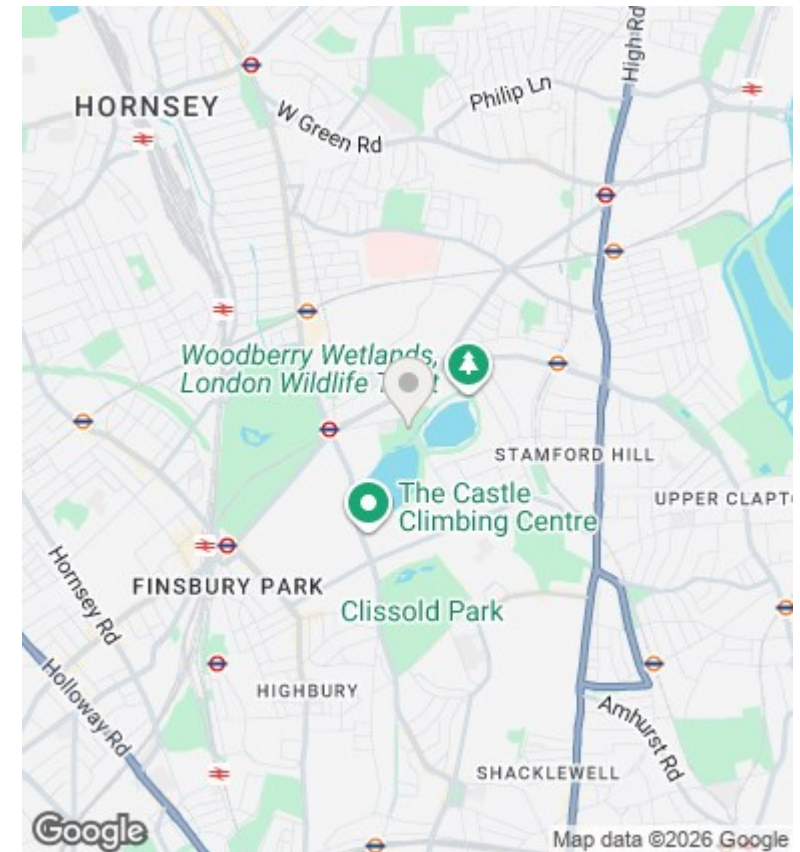 High Rd
HORNSEY
Philip Ln
W Green Rd
Woodberry Wetlands,
London Wildlife
STAMFORD HILL
The Castle
Climbing Centre
UPPER CLAPT
Hornsey Rd
FINSBURY PARK
Clissold Park
Holloway Rd
HIGHBURY
Amhurst Rd
SHACKLEWELL
Google
Map data ©2026 Google